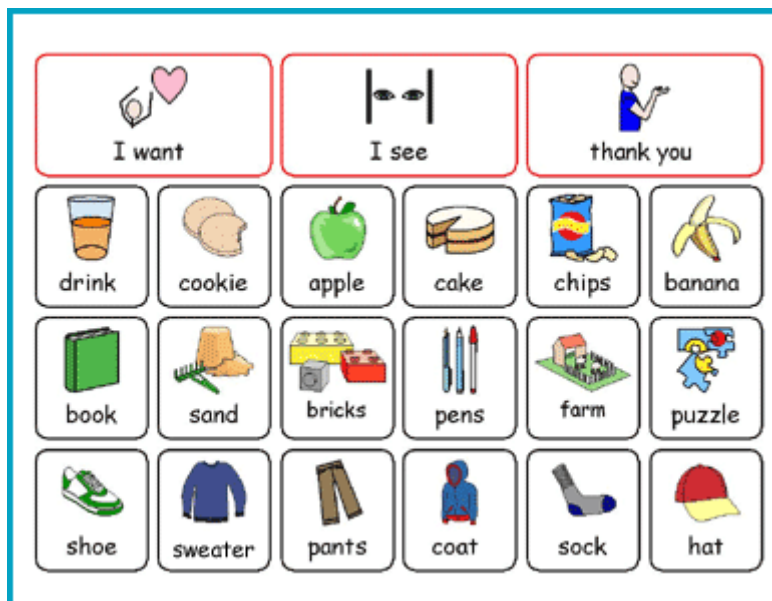 I want I see thank you
drink cookie apple cake chips banana
book sand bricks pens farm puzzle
shoe sweater pants coat sock hat